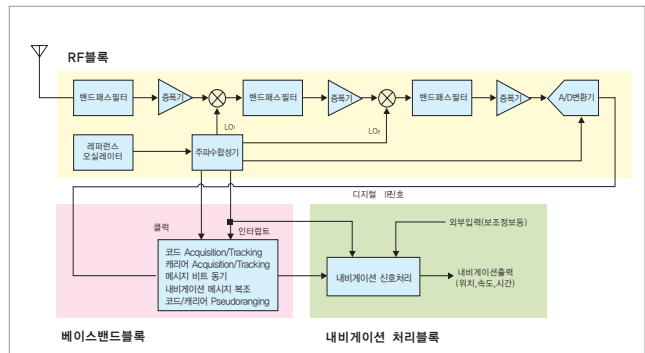 RF블록
밴드패스필터
증폭기
밴드패스필터
증폭기
밴드패스필터
증폭기
A/D변환기
LO₁
LO₂
레퍼런스
오실레이터
주파수합성기
디지털 IF신호
클럭
인터럽트
외부입력(보조정보등)
코드 Acquisition/Tracking
캐리어 Acquisition/Tracking
메시지 비트 동기
내비게이션 메시지 복조
코드/캐리어 Pseudoranging
내비게이션 신호처리
내비게이션출력
(위치,속도,시간)
베이스밴드블록
내비게이션 처리블록